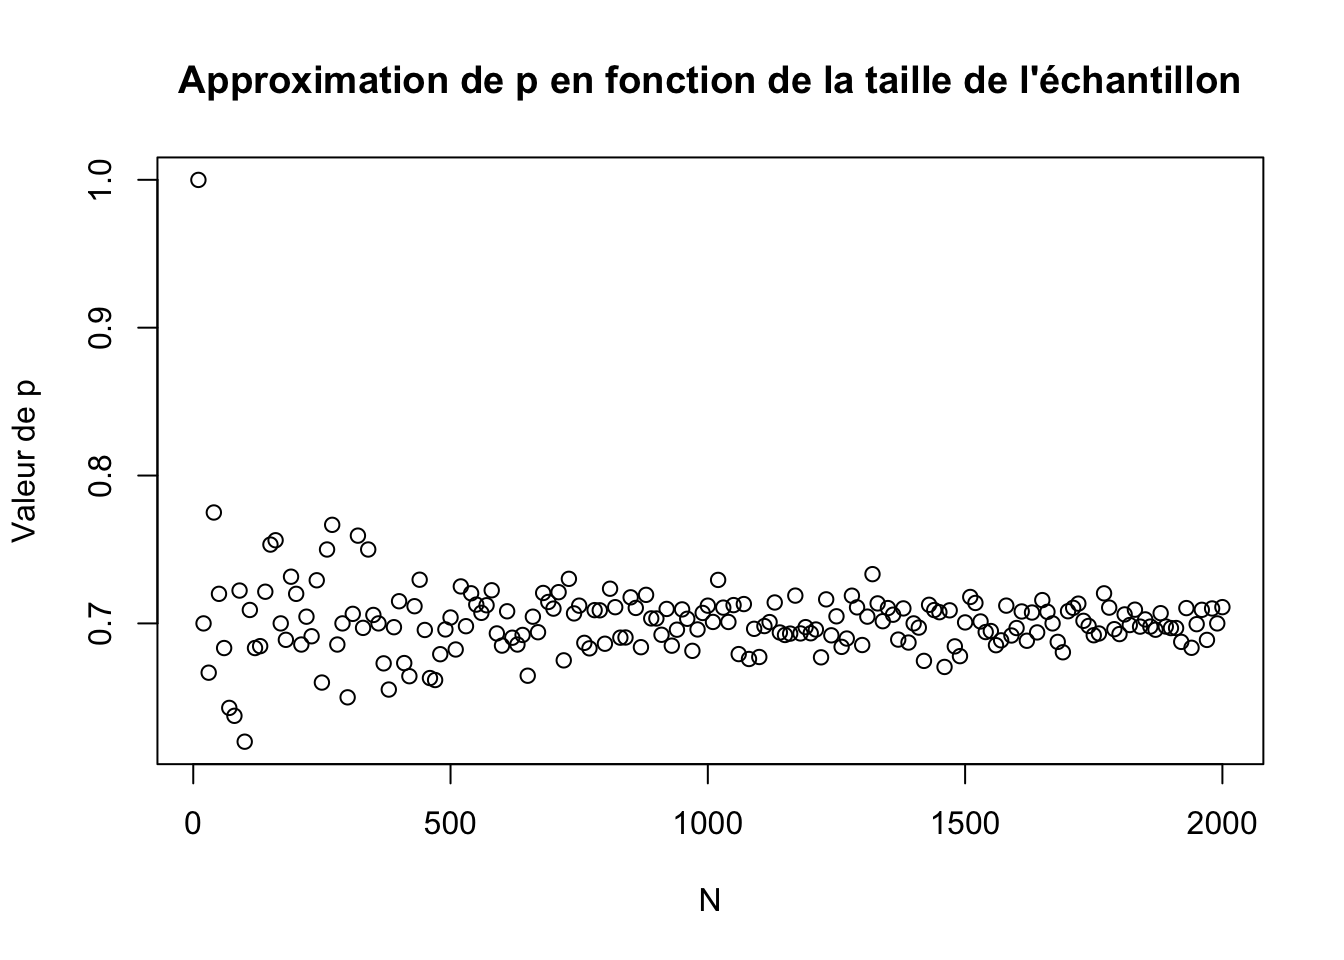 Approximation de p en fonction de la taille de l'échantillon
Valeur de p
1.0
0.9
0.8
0.7
0 500 1000 1500 2000
N